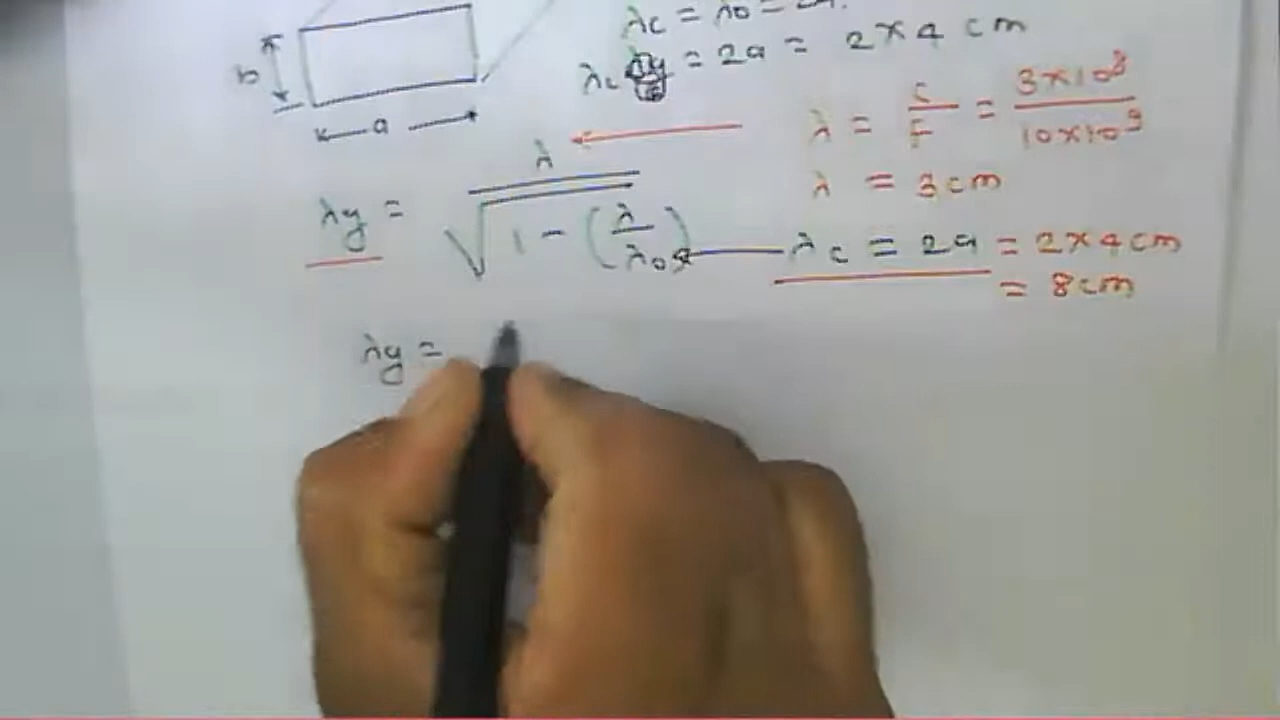 λc = λ0 = 2a.
λc = 2a = 2×4 cm
b
a
λ = c/F = 3×10^8/10×10^9
λ = 3cm
λg = λ/√1-(λ/λ0)
λc = 2a = 2×4cm
= 8cm
λg =